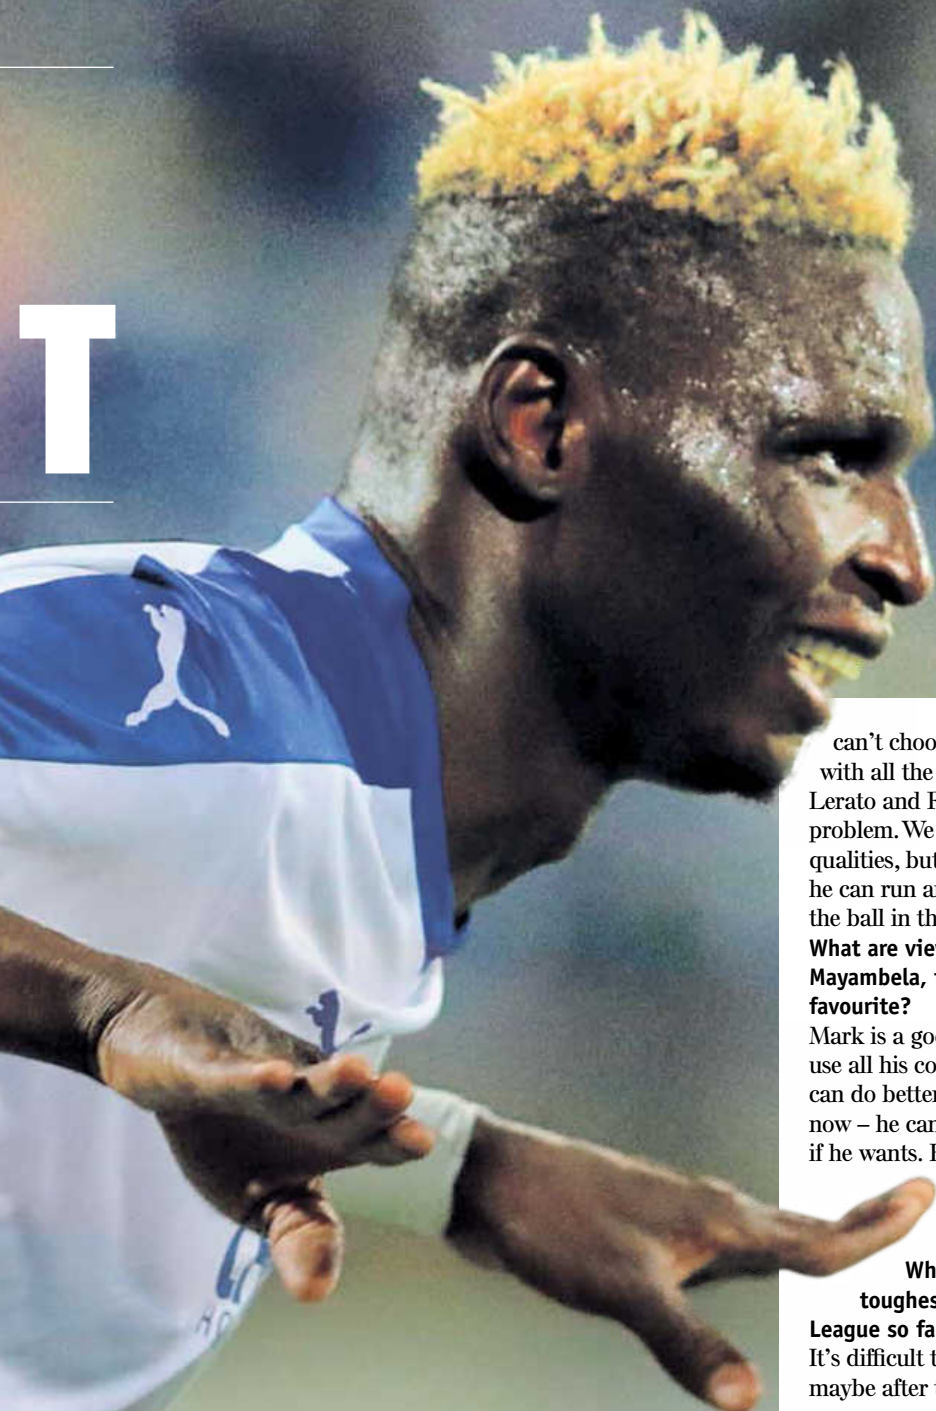 T
can't choo
with all the
Lerato and
problem. We
qualities, but
he can run
the ball in th
What are vie
Mayambela,
favourite?
Mark is a go
use all his co
can do better
now – he can
if he wants.
Wh
toughes
League so fa
It's difficult t
maybe after